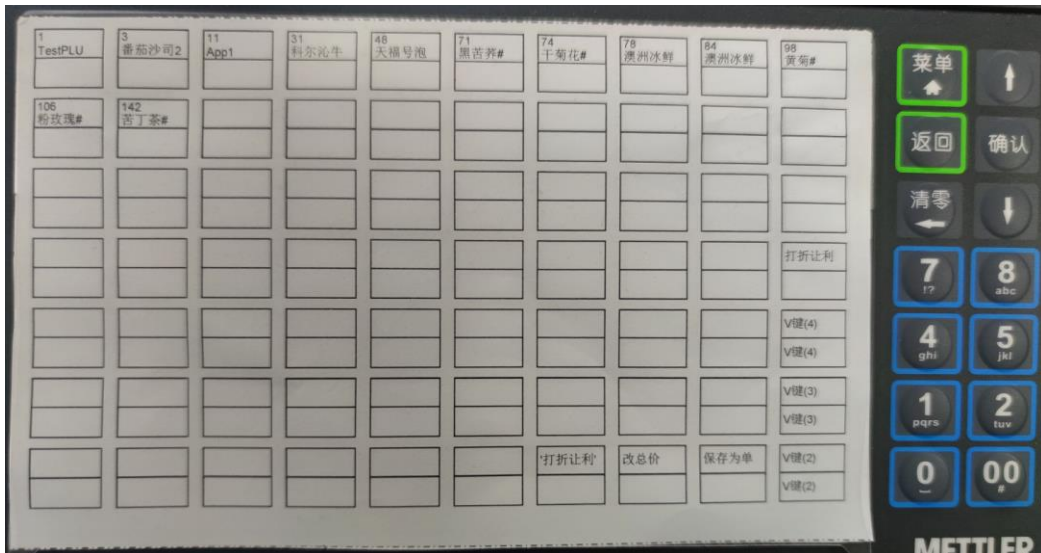 1 3 11 31 48 71 74 78 84 98
TestPLU 番茄沙司2 App1 科尔沁牛 天福号泡 黑苦荞# 干菊花# 澳洲冰鲜 澳洲冰鲜 黄菊#
106 142
粉玫瑰# 苦丁茶#
打折让利
V键(4)
V键(4)
V键(3)
V键(3)
'打折让利' 改总价 保存为单 V键(2)
V键(2)
菜单
返回 确认
清零
7 8
!? abc
4 5
ghi jkl
1 2
pqrs tuv
0 00
#
METTLER